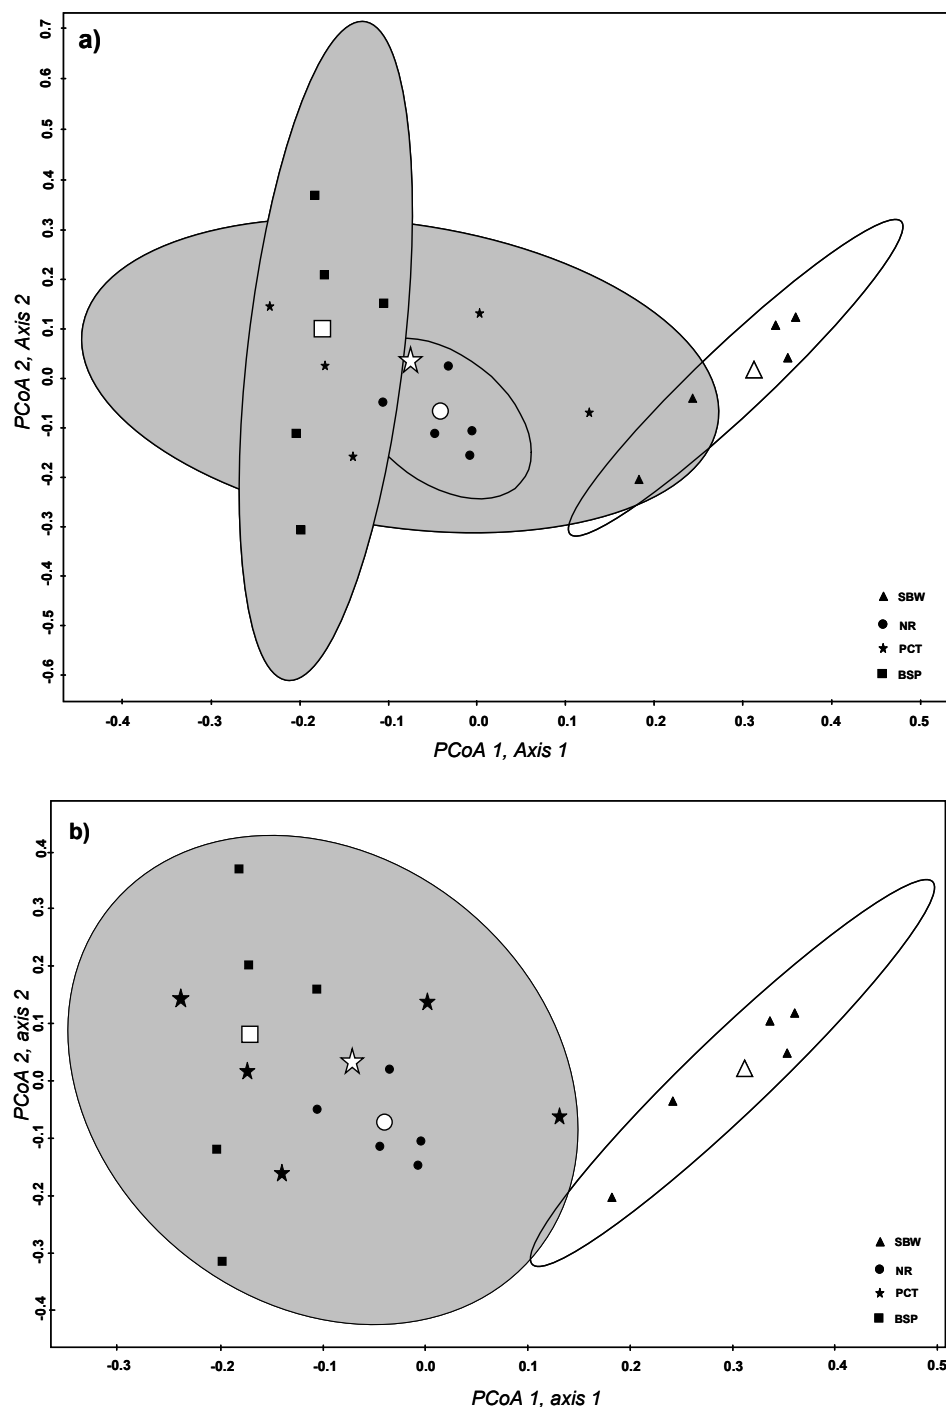 a)
0.7
0.6
0.5
0.4
0.3
0.2
0.1
0.0
-0.1
-0.2
-0.3
-0.4
-0.5
-0.6
PCoA 2, Axis 2
SBW
NR
PCT
BSP
-0.4 -0.3 -0.2 -0.1 0.0 0.1 0.2 0.3 0.4 0.5
PCoA 1, Axis 1
b)
0.4
0.3
0.2
0.1
0.0
-0.1
-0.2
-0.3
-0.4
PCoA 2, axis 2
SBW
NR
PCT
BSP
-0.3 -0.2 -0.1 0.0 0.1 0.2 0.3 0.4 0.5
PCoA 1, axis 1